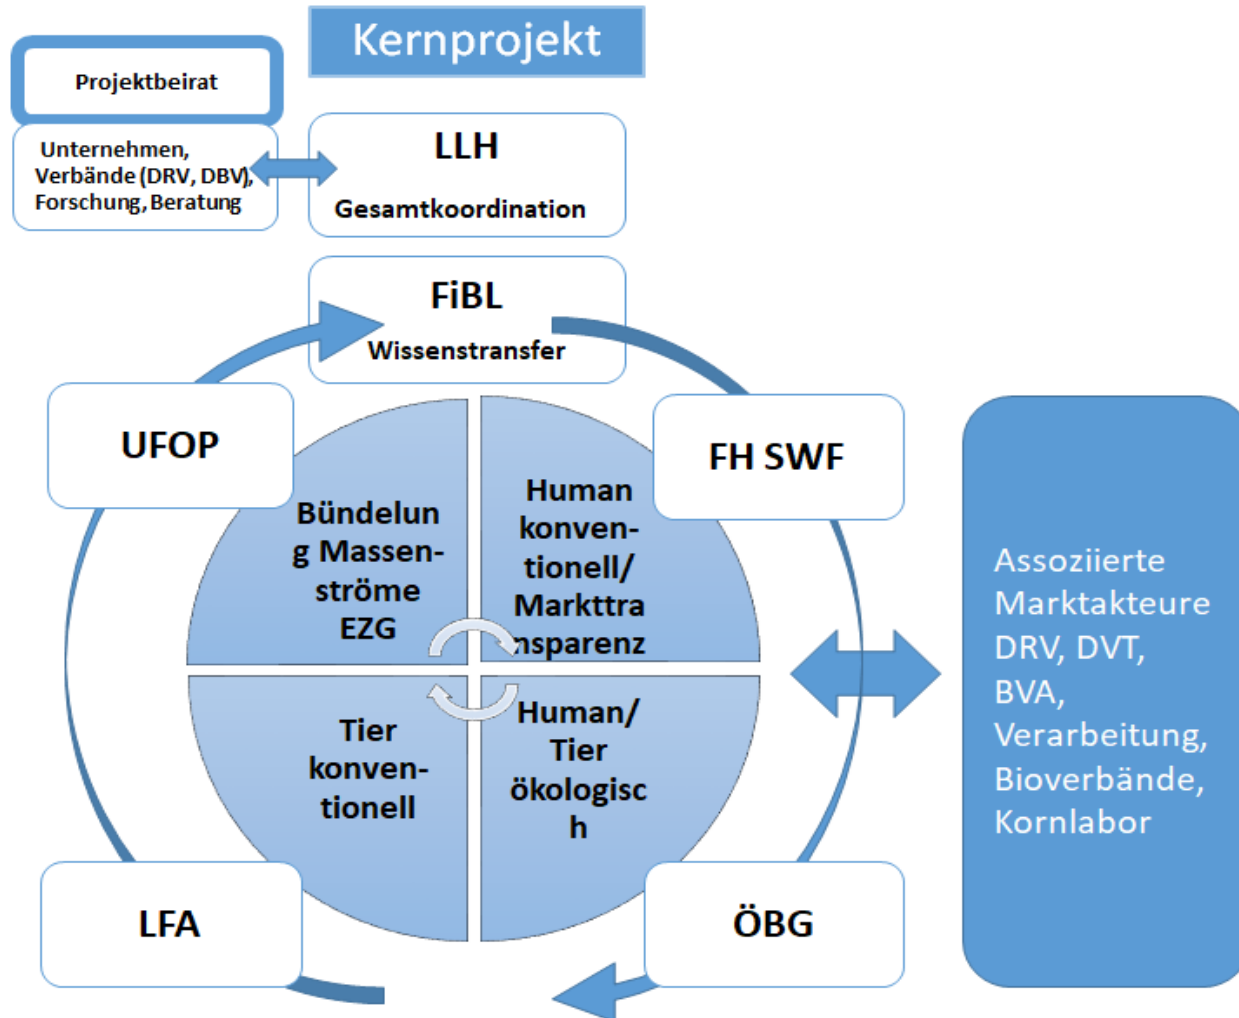 Kernprojekt
Projektbeirat
Unternehmen,
Verbände (DRV, DBV),
Forschung, Beratung
LLH
Gesamtkoordination
FiBL
Wissenstransfer
UFOP
FH SWF
Bündelun
g Massen-
ströme
EZG
Human
konven-
tionell/
Markttra
nsparenz
Tier
konven-
tionell
Human/
Tier
ökologisc
h
LFA
ÖBG
Assoziierte
Marktakteure
DRV, DVT,
BVA,
Verarbeitung,
Bioverbände,
Kornlabor